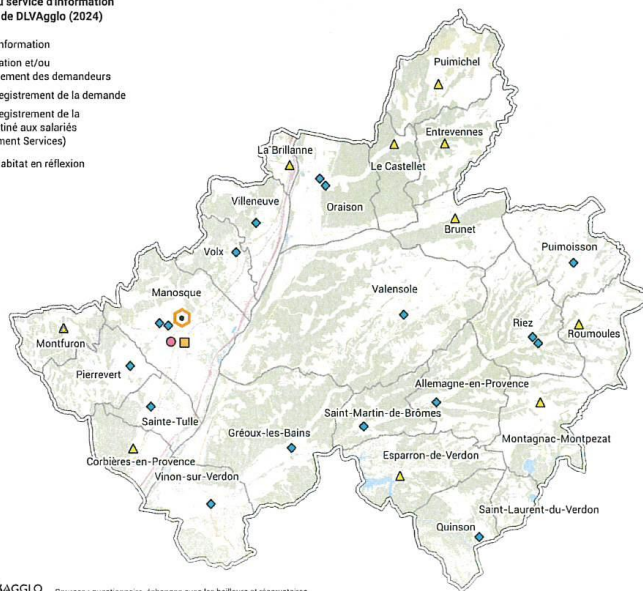 u service d'information
de DLVAgglo (2024)
nformation
ation et/ou
ement des demandeurs
egistrement de la demande
egistrement de la
tiné aux salariés
ment Services)
abitat en réflexion
Puimichel
Entrevennes
Le Castellet
La Brillanne
Oraison
Villeneuve
Brunet
Volx
Puimoisson
Manosque
Valensole
Riez
Roumoules
Montfuron
Pierrevert
Allemagne-en-Provence
Sainte-Tulle
Saint-Martin-de-Brômes
Gréoux-les-Bains
Montagnac-Montpezat
Corbières-en-Provence
Esparron-de-Verdon
Vinon-sur-Verdon
Saint-Laurent-du-Verdon
Quinson
AGGLO